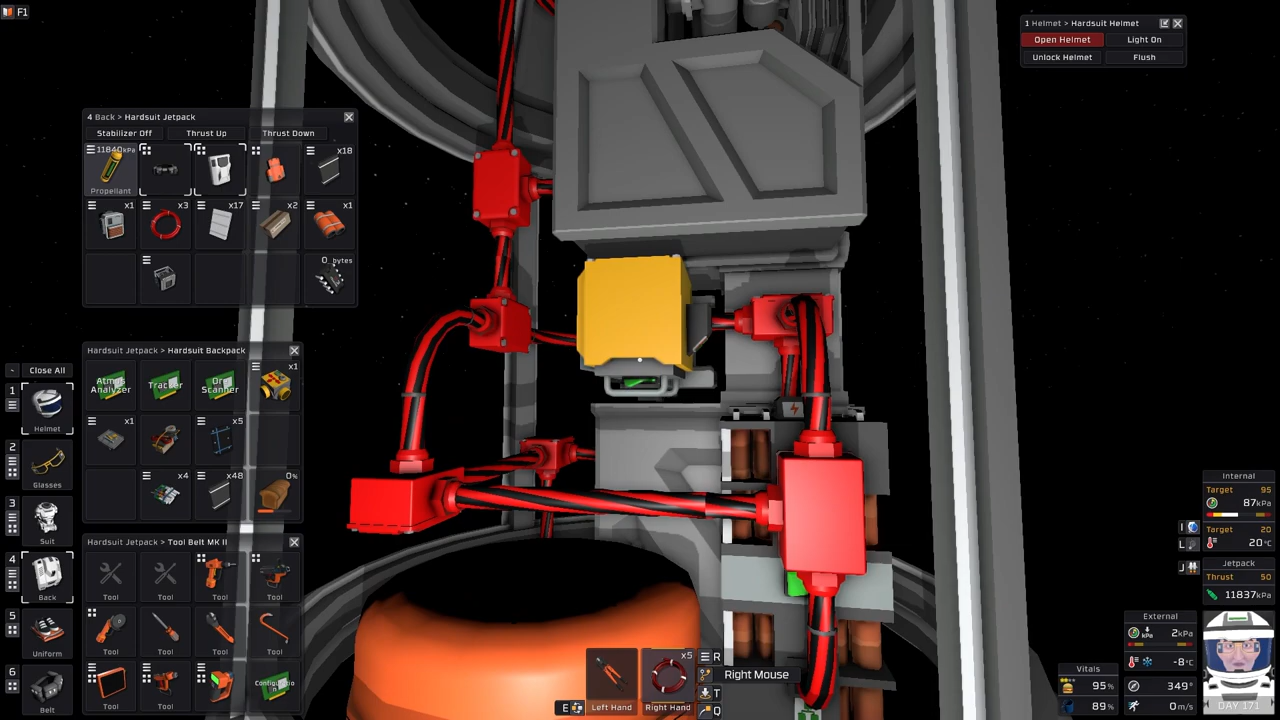 F1
1 Helmet > Hardsuit Helmet
Open Helmet
Light On
Unlock Helmet
Flush
4 Back > Hardsuit Jetpack
Stabilizer Off
Thrust Up
Thrust Down
11840kPa
x18
Propellant
x1
x3
x17
x2
x1
0 bytes
Hardsuit Jetpack > Hardsuit Backpack
Atmos Analyzer
Tracker
Ore Scanner
x1
x1
x5
x4
x48
0%
Hardsuit Jetpack > Tool Belt MK II
Tool
Tool
Tool
Tool
Tool
Tool
Tool
Tool
Tool
Tool
Tool
Configuration
~
Close All
1
Helmet
2
Glasses
3
Suit
4
Back
5
Uniform
6
Belt
E
Left Hand
x5
Right Hand
R
T
Q
Right Mouse
Internal
Target 95
87kPa
Target 20
20°C
I
L
J
Jetpack
Thrust 50
11837kPa
External
kPa
2kPa
-8°C
349°
0m/s
Vitals
95%
89%
DAY 171